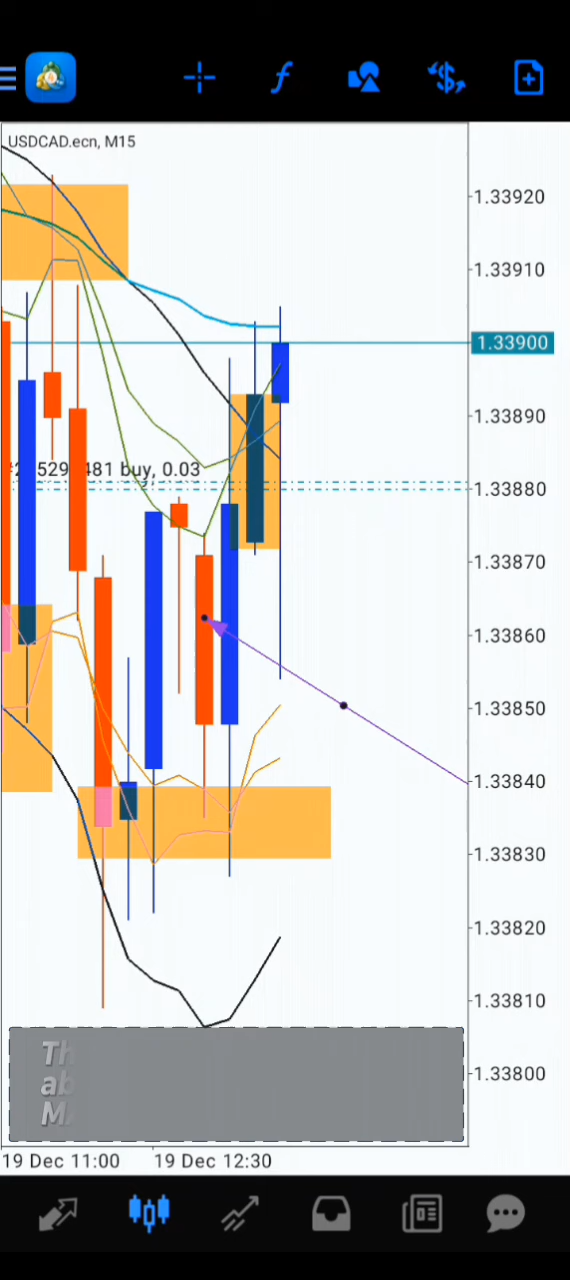 USDCAD.ecn, M15
1.33920
1.33910
1.33900
1.33890
buy, 0.03
1.33880
1.33870
1.33860
1.33850
1.33840
1.33830
1.33820
1.33810
Th
ab
1.33800
19 Dec 11:00 19 Dec 12:30